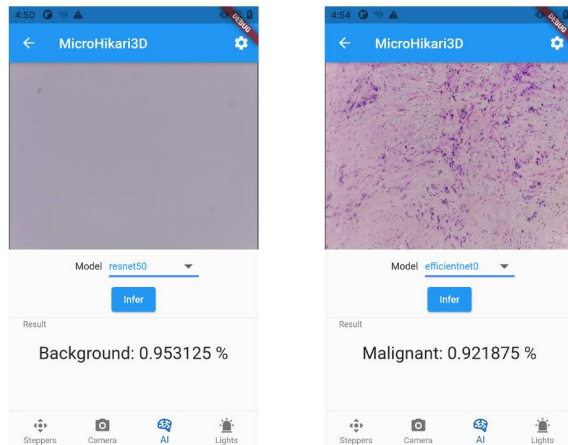 4:50
DEBUG
MicroHikari3D
Model resnet50
Infer
Result
Background: 0.953125 %
Steppers Camera AI Lights
4:54
DEBUG
MicroHikari3D
Model efficientnet0
Infer
Result
Malignant: 0.921875 %
Steppers Camera AI Lights